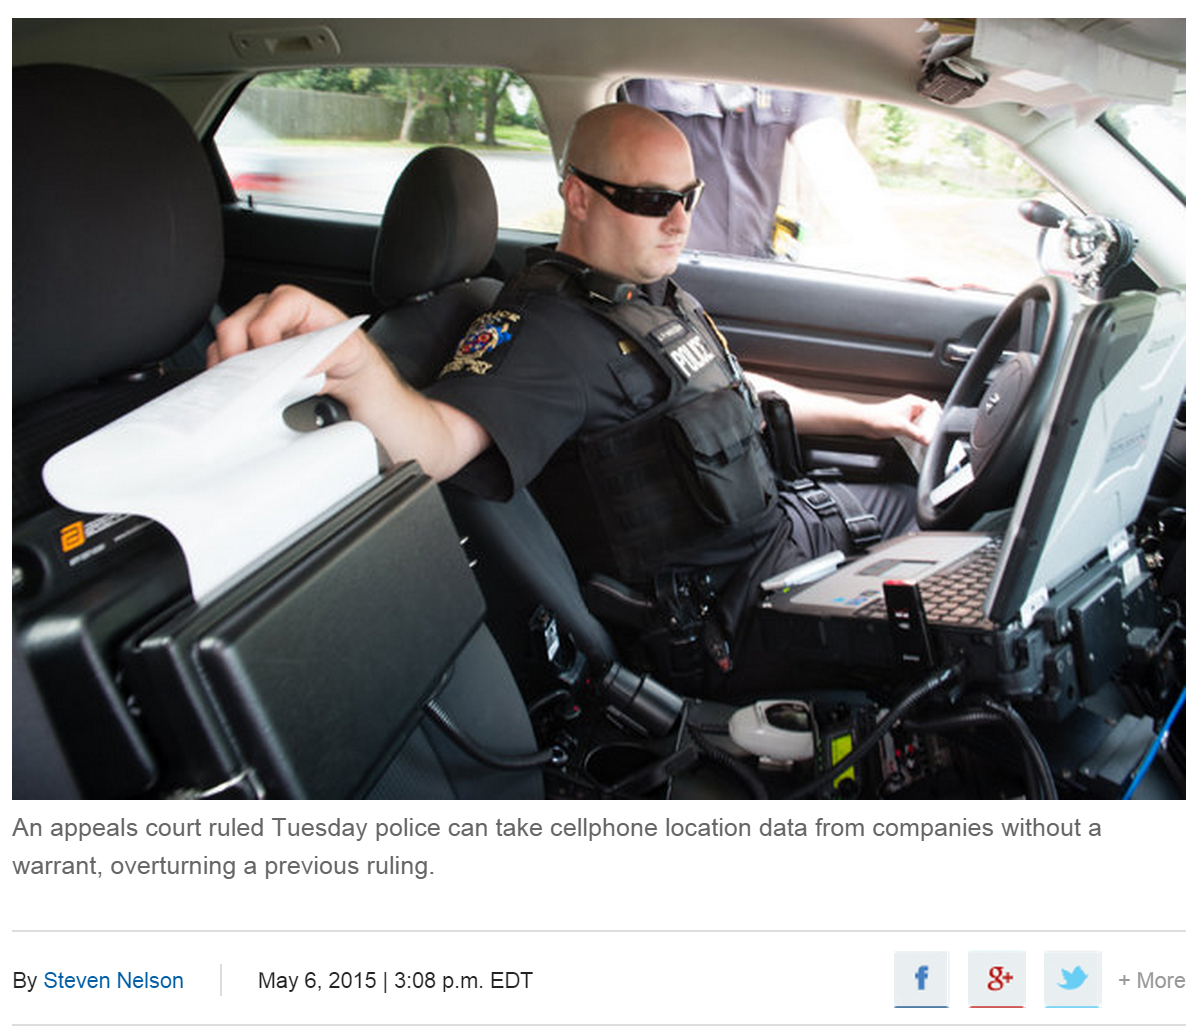 POLICE
POLICE
An appeals court ruled Tuesday police can take cellphone location data from companies without a
warrant, overturning a previous ruling.
By Steven Nelson
May 6, 2015 | 3:08 p.m. EDT
f
g+
+ More